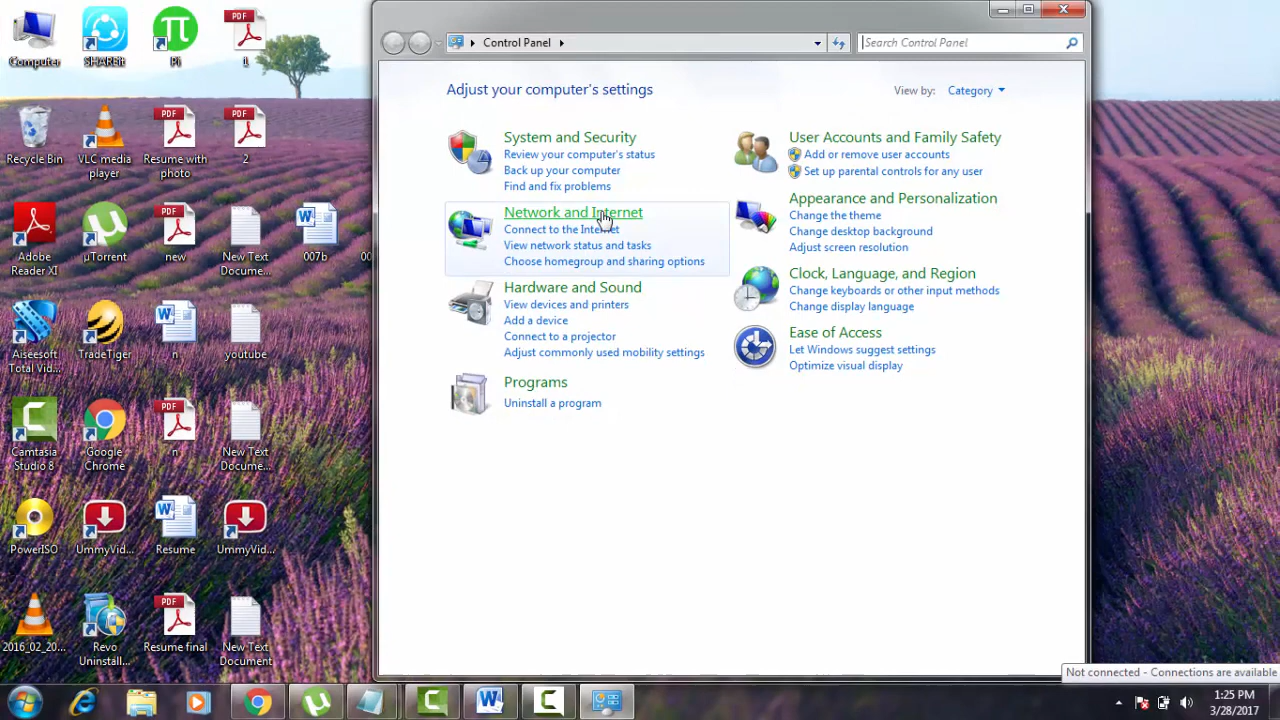 Computer
SHAREit
Pi
1
Recycle Bin
VLC media
player
Resume with
photo
2
Adobe
Reader XI
µTorrent
new
New Text
Docume...
007b
00
Aiseesoft
Total Vid...
TradeTiger
n
youtube
Camtasia
Studio 8
Google
Chrome
n
New Text
Docume...
PowerISO
UmmyVid...
Resume
UmmyVid...
2016_02_20...
Revo
Uninstall...
Resume final
New Text
Document
Control Panel
Search Control Panel
Adjust your computer's settings
View by: Category
System and Security
Review your computer's status
Back up your computer
Find and fix problems
Network and Internet
Connect to the Internet
View network status and tasks
Choose homegroup and sharing options
Hardware and Sound
View devices and printers
Add a device
Connect to a projector
Adjust commonly used mobility settings
Programs
Uninstall a program
User Accounts and Family Safety
Add or remove user accounts
Set up parental controls for any user
Appearance and Personalization
Change the theme
Change desktop background
Adjust screen resolution
Clock, Language, and Region
Change keyboards or other input methods
Change display language
Ease of Access
Let Windows suggest settings
Optimize visual display
Not connected - Connections are available
1:25 PM
3/28/2017